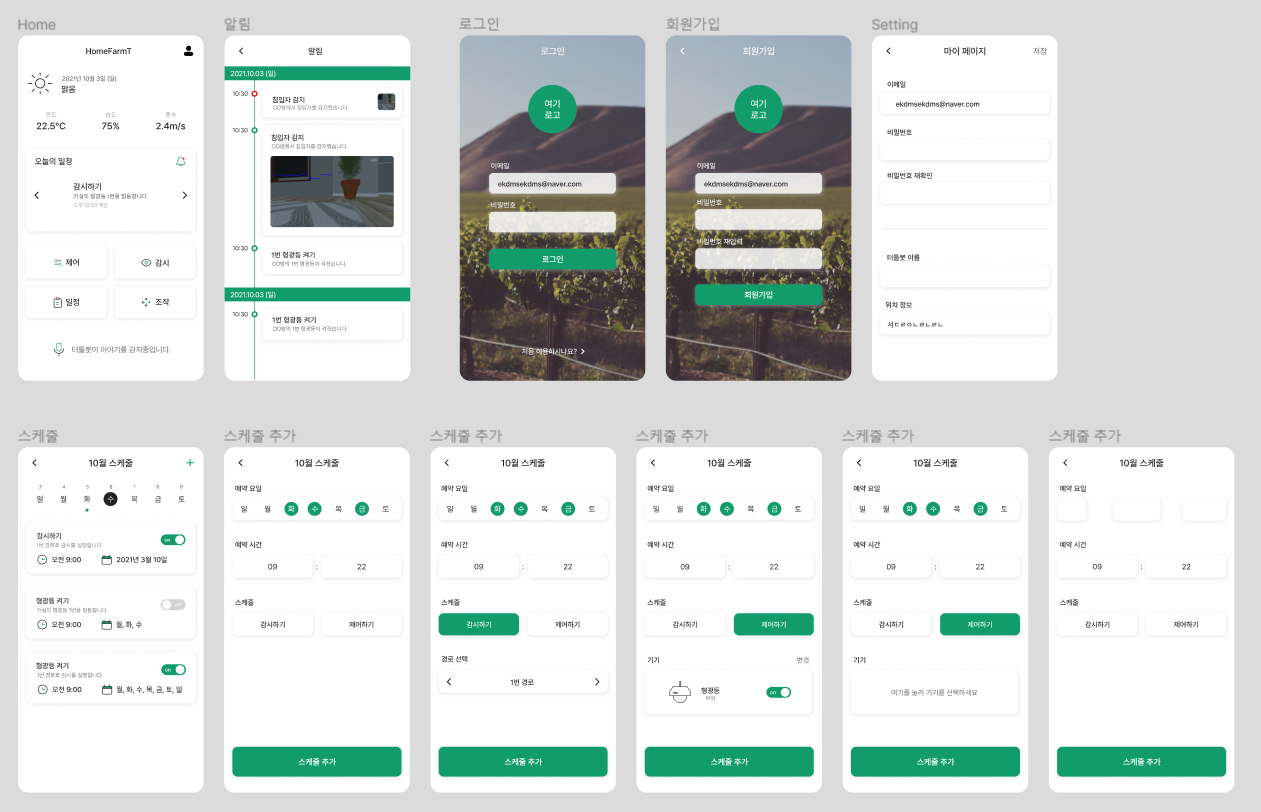 Home
HomeFarmT
2021년 10월 3일 (일)
맑음
온도
습도
풍속
22.5°C
75%
2.4m/s
오늘의 일정
감시하기
거실의 형광등 1번을 점등합니다.
오후 12:00 예정
제어
감시
일정
조작
터틀봇이 이야기를 감지중입니다.
알림
알림
2021.10.03 (일)
10:30
침입자 감지
OO방에서 침입자를 감지했습니다.
10:30
침입자 감지
OO방에서 침입자를 감지했습니다.
10:30
1번 형광등 켜기
OO방의 1번 형광등이 켜졌습니다.
2021.10.03 (일)
10:30
1번 형광등 켜기
OO방의 1번 형광등이 켜졌습니다.
로그인
로그인
여기
로고
이메일
ekdmsekdms@naver.com
비밀번호
로그인
처음 이용하시나요?
회원가입
회원가입
여기
로고
이메일
ekdmsekdms@naver.com
비밀번호
비밀번호 재입력
회원가입
Setting
마이 페이지
저장
이메일
ekdmsekdms@naver.com
비밀번호
비밀번호 재확인
터틀봇 이름
위치 정보
서ㄷㄹㅇㄴㄹㄴㄹㄴ
스케줄
10월 스케줄
3 4 5 6 7 8 9
일 월 화 수 목 금 토
감시하기
1번 경로로 감시를 실행합니다.
on
오전 9:00
2021년 3월 10일
형광등 켜기
거실의 형광등 1번을 점등합니다.
off
오전 9:00
월, 화, 수
형광등 켜기
1번 경로로 감시를 실행합니다.
on
오전 9:00
월, 화, 수, 목, 금, 토, 일
스케줄 추가
10월 스케줄
예약 요일
일 월 화 수 목 금 토
예약 시간
09 : 22
스케줄
감시하기
제어하기
스케줄 추가
스케줄 추가
10월 스케줄
예약 요일
일 월 화 수 목 금 토
예약 시간
09 : 22
스케줄
감시하기
제어하기
경로 선택
1번 경로
스케줄 추가
스케줄 추가
10월 스케줄
예약 요일
일 월 화 수 목 금 토
예약 시간
09 : 22
스케줄
감시하기
제어하기
기기
변경
형광등
on
스케줄 추가
스케줄 추가
10월 스케줄
예약 요일
일 월 화 수 목 금 토
예약 시간
09 : 22
스케줄
감시하기
제어하기
기기
여기를 눌러 기기를 선택하세요
스케줄 추가
스케줄 추가
10월 스케줄
예약 요일
예약 시간
09 : 22
스케줄
감시하기
제어하기
스케줄 추가